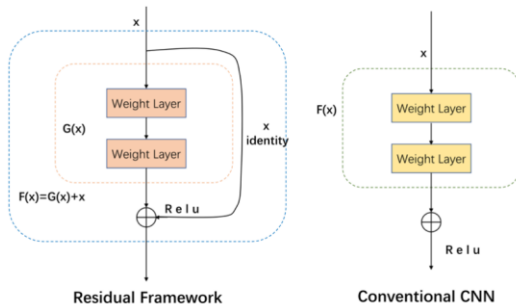 x
Weight Layer
G(x)
Weight Layer
x
identity
F(x)=G(x)+x
Relu
Residual Framework
x
F(x)
Weight Layer
Weight Layer
Relu
Conventional CNN